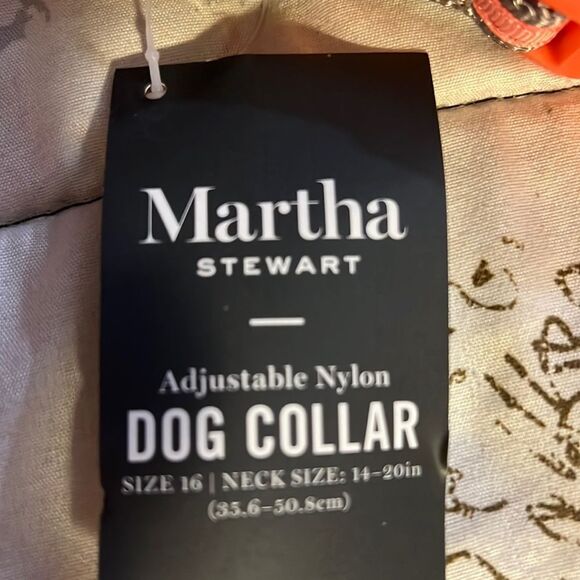 Martha
STEWART
Adjustable Nylon
DOG COLLAR
SIZE 16 | NECK SIZE: 14–20in
(35.6–50.8cm)